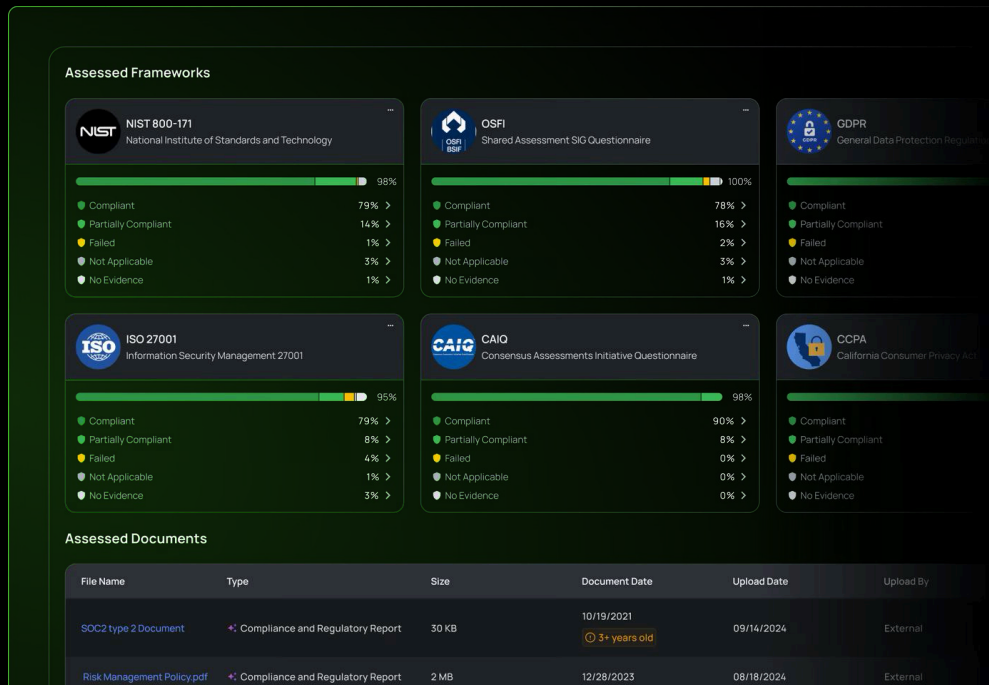 Assessed Frameworks
NIST
NIST 800-171
National Institute of Standards and Technology
98%
Compliant 79%
Partially Compliant 14%
Failed 1%
Not Applicable 3%
No Evidence 1%
OSFI
BSIF
OSFI
Shared Assessment SIG Questionnaire
100%
Compliant 78%
Partially Compliant 16%
Failed 2%
Not Applicable 3%
No Evidence 1%
GDPR
GDPR
General Data Protection Regulation
Compliant
Partially Compliant
Failed
Not Applicable
No Evidence
ISO
ISO 27001
Information Security Management 27001
95%
Compliant 79%
Partially Compliant 8%
Failed 4%
Not Applicable 1%
No Evidence 3%
CAIQ
CAIQ
Consensus Assessments Initiative Questionnaire
98%
Compliant 90%
Partially Compliant 8%
Failed 0%
Not Applicable 0%
No Evidence 0%
CCPA
California Consumer Privacy Act
Compliant
Partially Compliant
Failed
Not Applicable
No Evidence
Assessed Documents
File Name Type Size Document Date Upload Date Upload By
SOC2 type 2 Document Compliance and Regulatory Report 30 KB 10/19/2021 09/14/2024 External
3+ years old
Risk Management Policy.pdf Compliance and Regulatory Report 2 MB 12/28/2023 08/18/2024 External